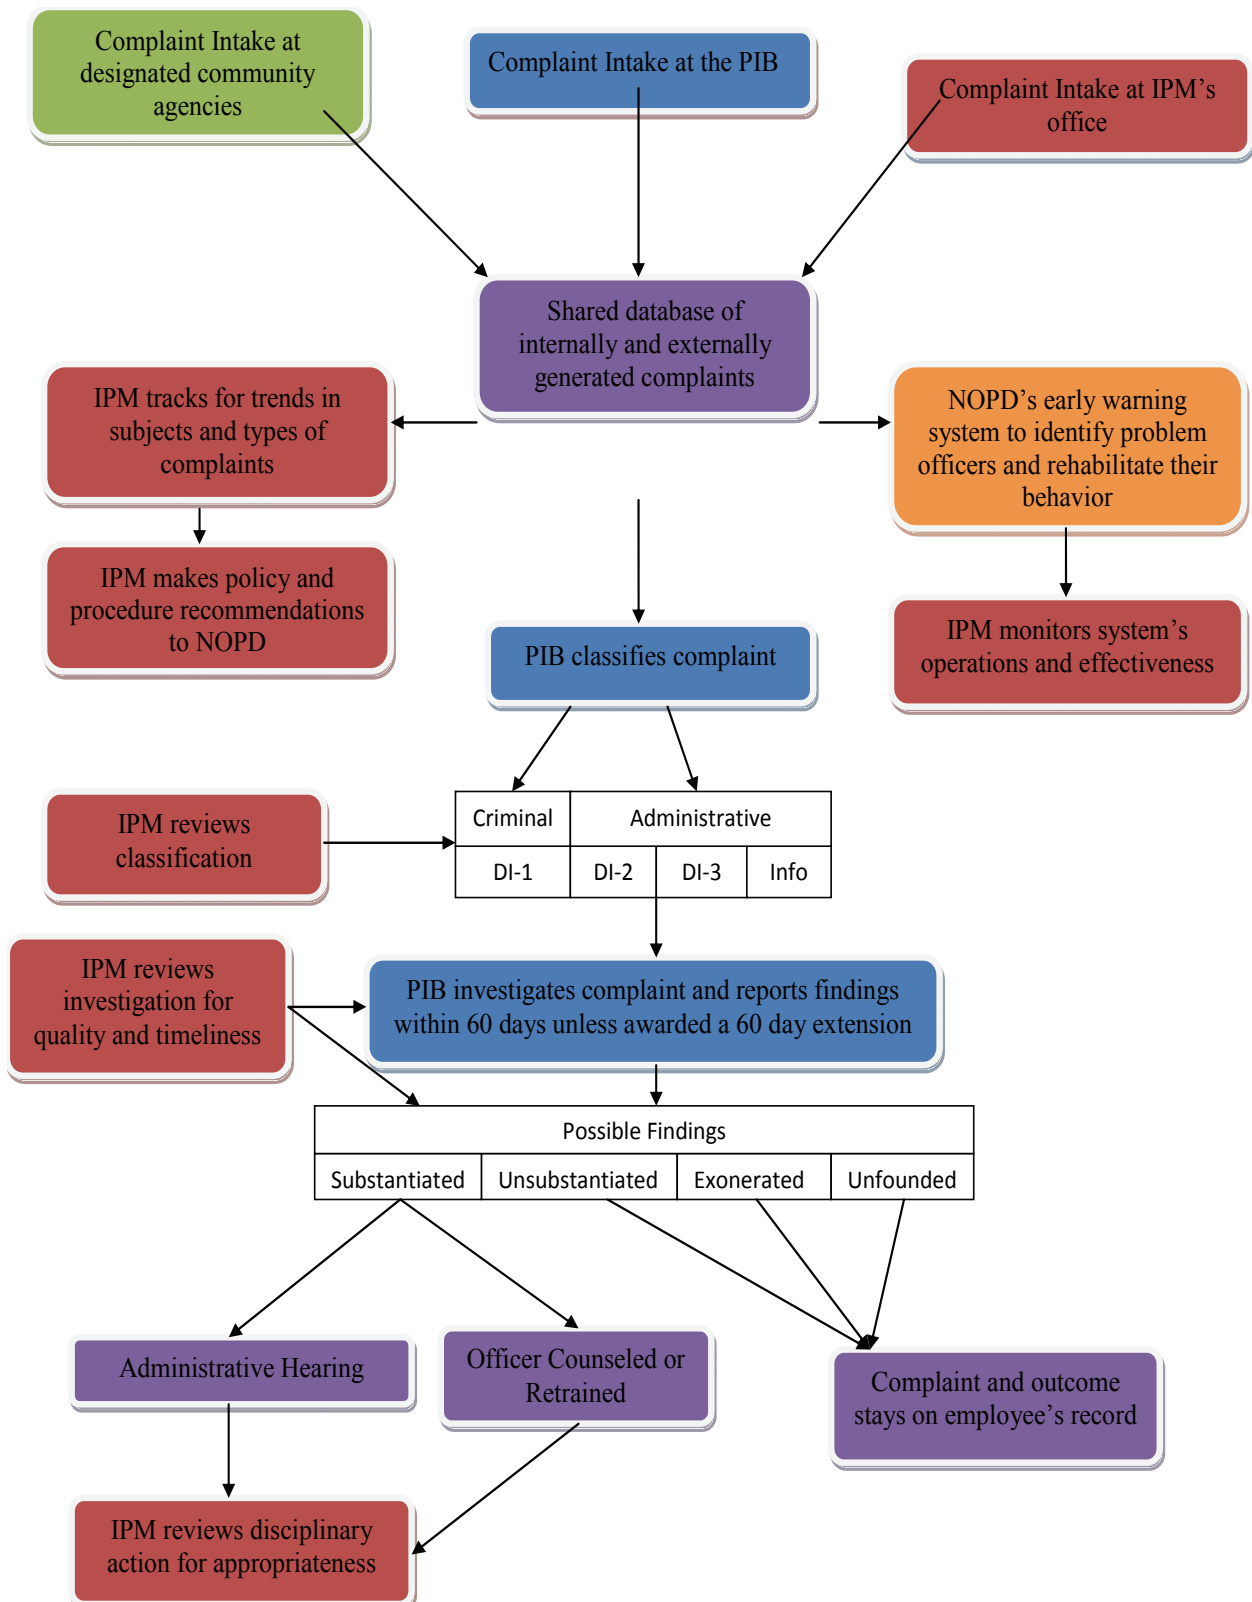 Complaint Intake at
designated community
agencies
Complaint Intake at the PIB
Complaint Intake at IPM’s
office
Shared database of
internally and externally
generated complaints
IPM tracks for trends in
subjects and types of
complaints
NOPD’s early warning
system to identify problem
officers and rehabilitate their
behavior
IPM makes policy and
procedure recommendations
to NOPD
IPM monitors system’s
operations and effectiveness
PIB classifies complaint
IPM reviews
classification
Criminal
Administrative
DI-1
DI-2
DI-3
Info
IPM reviews
investigation for
quality and timeliness
PIB investigates complaint and reports findings
within 60 days unless awarded a 60 day extension
Possible Findings
Substantiated
Unsubstantiated
Exonerated
Unfounded
Administrative Hearing
Officer Counseled or
Retrained
Complaint and outcome
stays on employee’s record
IPM reviews disciplinary
action for appropriateness